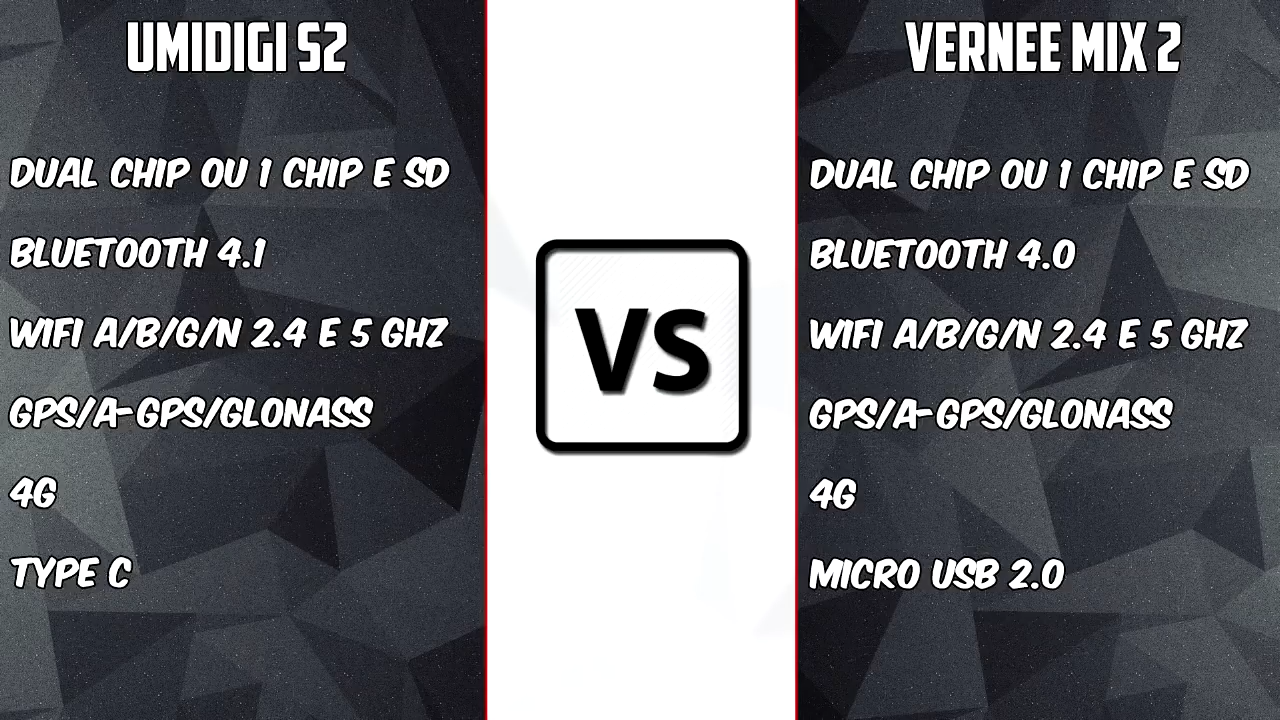 UMIDIGI S2
DUAL CHIP OU 1 CHIP E SD
BLUETOOTH 4.1
WIFI A/B/G/N 2.4 E 5 GHZ
GPS/A-GPS/GLONASS
4G
TYPE C
VS
VERNEE MIX 2
DUAL CHIP OU 1 CHIP E SD
BLUETOOTH 4.0
WIFI A/B/G/N 2.4 E 5 GHZ
GPS/A-GPS/GLONASS
4G
MICRO USB 2.0